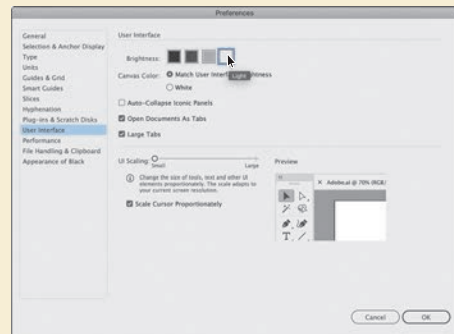 Preferences
General
Selection & Anchor Display
Type
Units
Guides & Grid
Smart Guides
Slices
Hyphenation
Plug-ins & Scratch Disks
User Interface
Performance
File Handling & Clipboard
Appearance of Black
User Interface
Brightness:
Canvas Color: Match User Interf htness
Light
White
Auto-Collapse Iconic Panels
Open Documents As Tabs
Large Tabs
UI Scaling:
Small Large
Change the size of tools, text and other UI
elements proportionately. The scale adapts to
your current screen resolution.
Scale Cursor Proportionately
Preview
Adobe.ai @ 70% (RGB/
Cancel OK